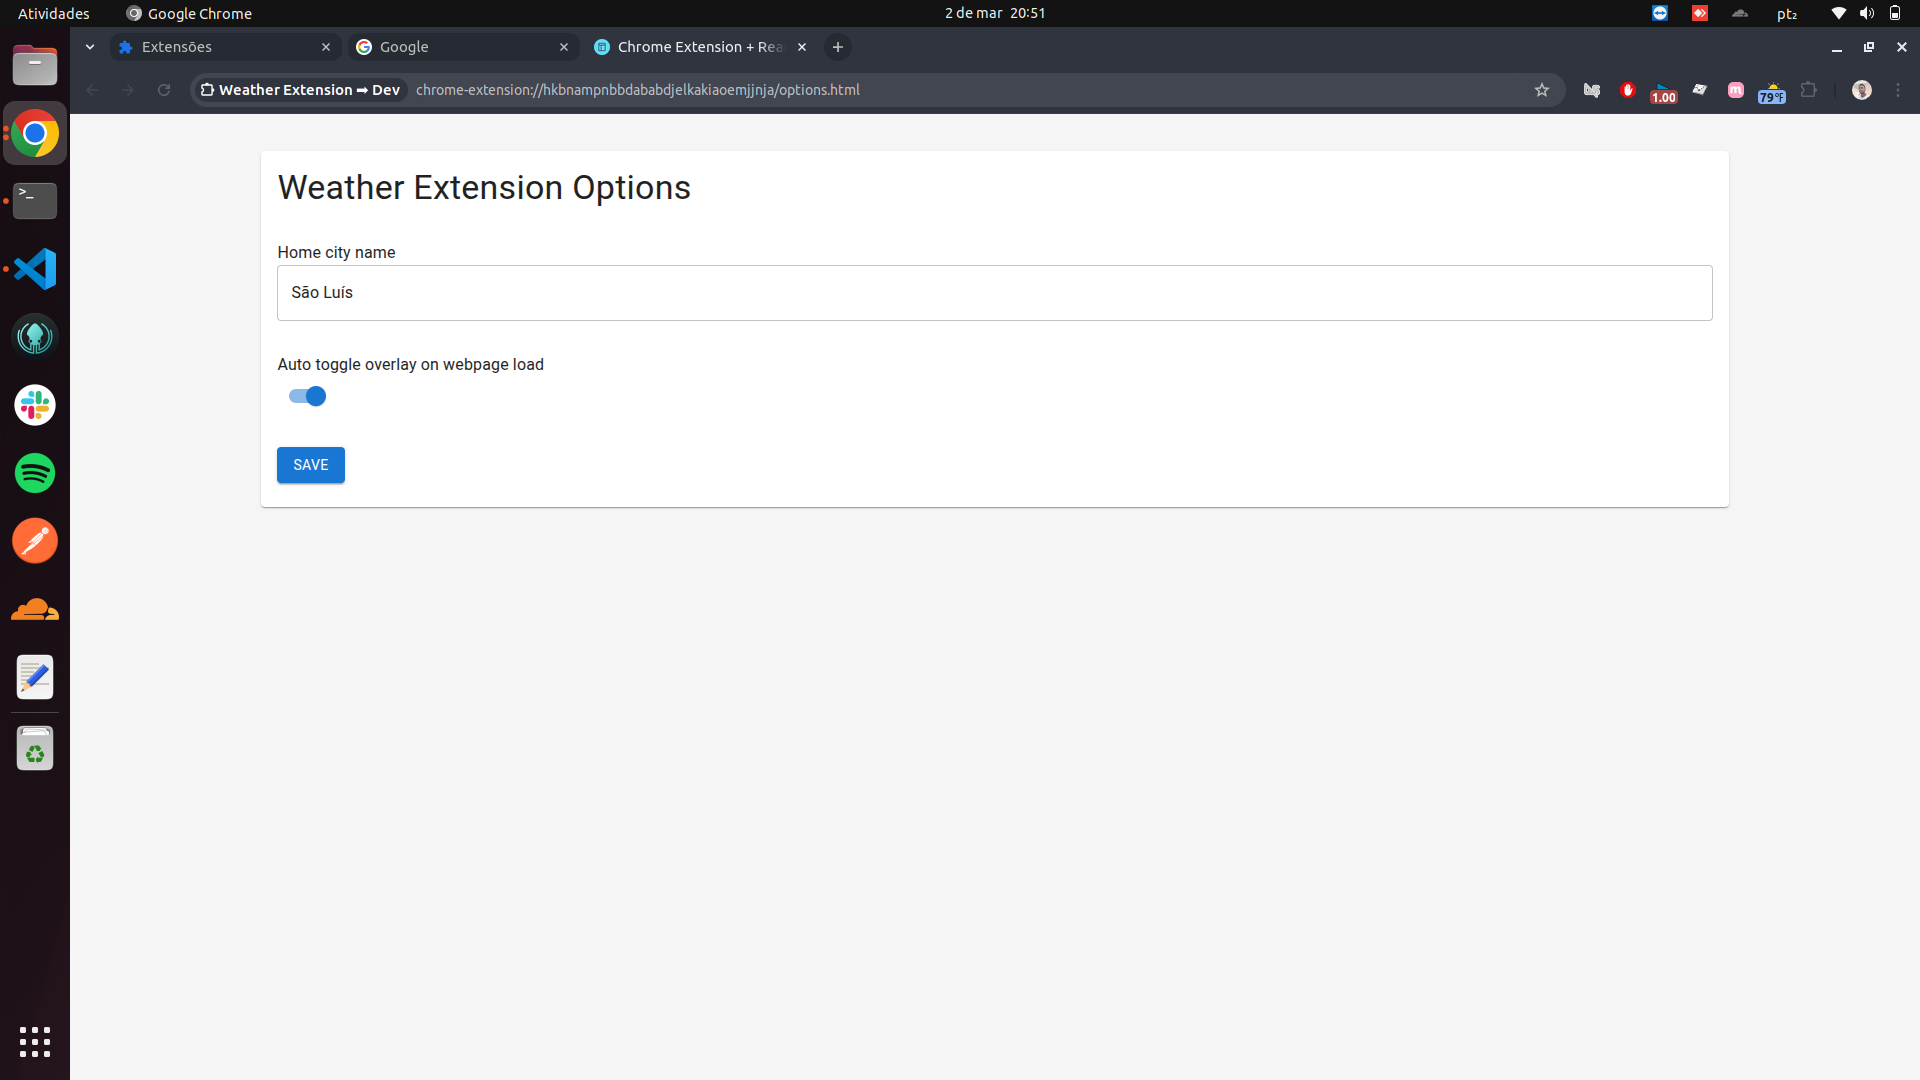 Atividades
Google Chrome
2 de mar 20:51
pt₂
Extensões
Google
Chrome Extension + Rea
Weather Extension ➡ Dev
chrome-extension://hkbnampnbbdababdjelkakiaoemjjnja/options.html
1.00
m
79°F
Weather Extension Options
Home city name
São Luís
Auto toggle overlay on webpage load
SAVE
>_